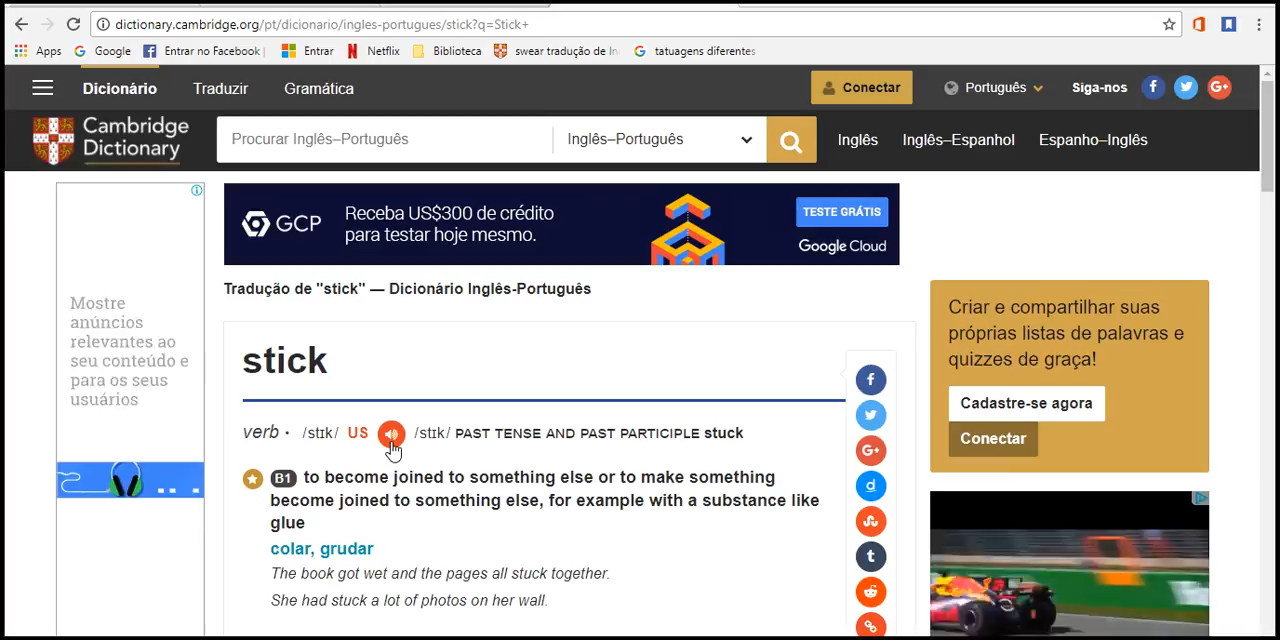 dictionary.cambridge.org/pt/dicionario/ingles-portugues/stick?q=Stick+
Apps Google Entrar no Facebook Entrar Netflix Biblioteca swear tradução de In tatuagens diferentes
Dicionário Traduzir Gramática Conectar Português Siga-nos
Cambridge
Dictionary
Procurar Inglês–Português Inglês–Português Inglês Inglês–Espanhol Espanho–Inglês
GCP
Receba US$300 de crédito
para testar hoje mesmo.
TESTE GRÁTIS
Google Cloud
Mostre
anúncios
relevantes ao
seu conteúdo e
para os seus
usuários
Tradução de "stick" — Dicionário Inglês-Português
stick
verb · /stɪk/ US /stɪk/ PAST TENSE AND PAST PARTICIPLE stuck
B1 to become joined to something else or to make something
become joined to something else, for example with a substance like
glue
colar, grudar
The book got wet and the pages all stuck together.
She had stuck a lot of photos on her wall.
Criar e compartilhar suas
próprias listas de palavras e
quizzes de graça!
Cadastre-se agora
Conectar